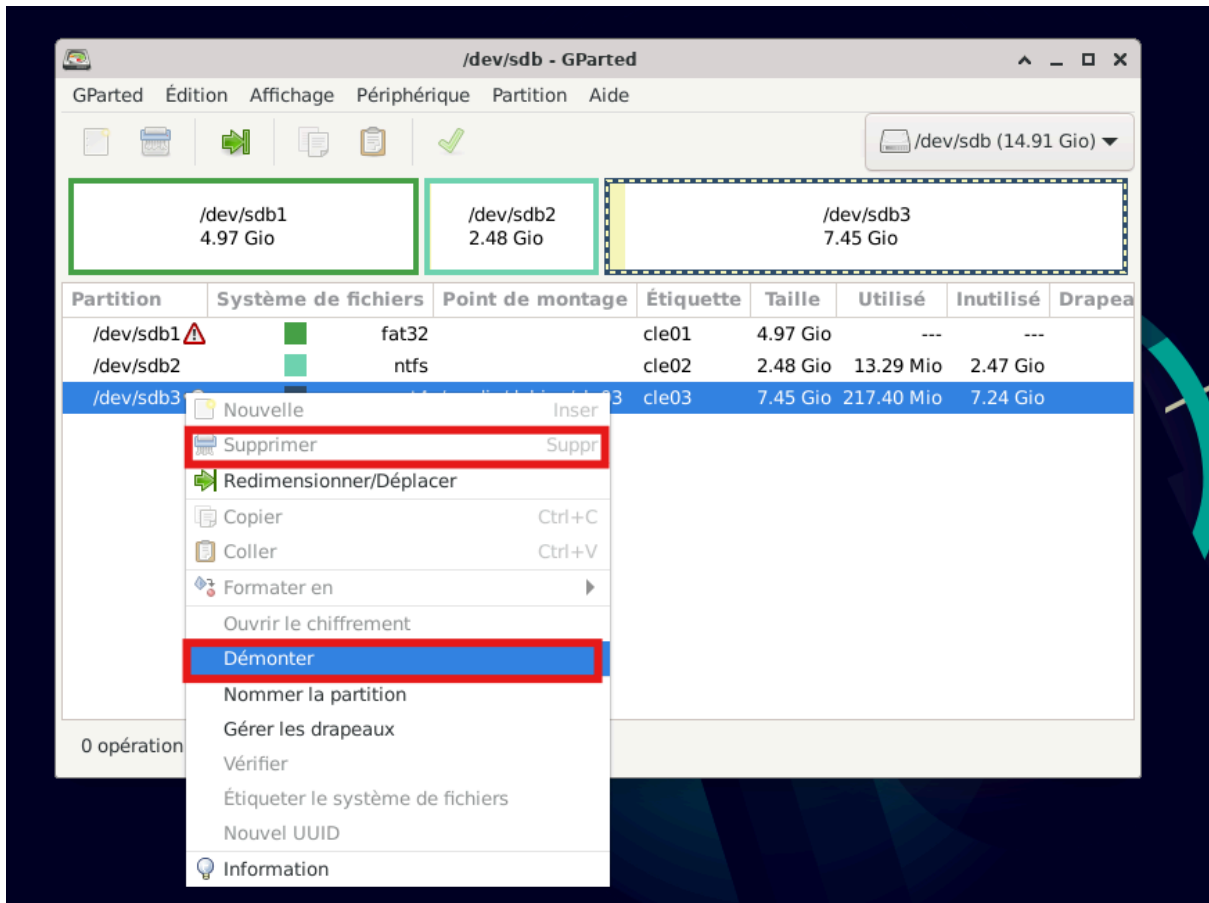 /dev/sdb - GParted
GParted Édition Affichage Périphérique Partition Aide
/dev/sdb (14.91 Gio)
/dev/sdb1 /dev/sdb2 /dev/sdb3
4.97 Gio 2.48 Gio 7.45 Gio
Partition Système de fichiers Point de montage Étiquette Taille Utilisé Inutilisé Drapea
/dev/sdb1 fat32 cle01 4.97 Gio --- ---
/dev/sdb2 ntfs cle02 2.48 Gio 13.29 Mio 2.47 Gio
/dev/sdb3 cle03 7.45 Gio 217.40 Mio 7.24 Gio
Nouvelle Inser
Supprimer Suppr
Redimensionner/Déplacer
Copier Ctrl+C
Coller Ctrl+V
Formater en
Ouvrir le chiffrement
Démonter
Nommer la partition
Gérer les drapeaux
0 opération
Vérifier
Étiqueter le système de fichiers
Nouvel UUID
Information